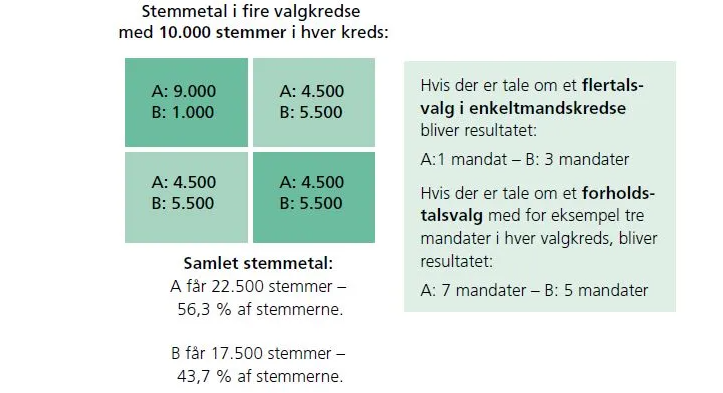 Stemmetal i fire valgkredse
med 10.000 stemmer i hver kreds:
A: 9.000
B: 1.000
A: 4.500
B: 5.500
A: 4.500
B: 5.500
A: 4.500
B: 5.500
Samlet stemmetal:
A får 22.500 stemmer –
56,3 % af stemmerne.
B får 17.500 stemmer –
43,7 % af stemmerne.
Hvis der er tale om et flertals-
valg i enkeltmandskredse
bliver resultatet:
A:1 mandat – B: 3 mandater
Hvis der er tale om et forholds-
talsvalg med for eksempel tre
mandater i hver valgkreds, bliver
resultatet:
A: 7 mandater – B: 5 mandater